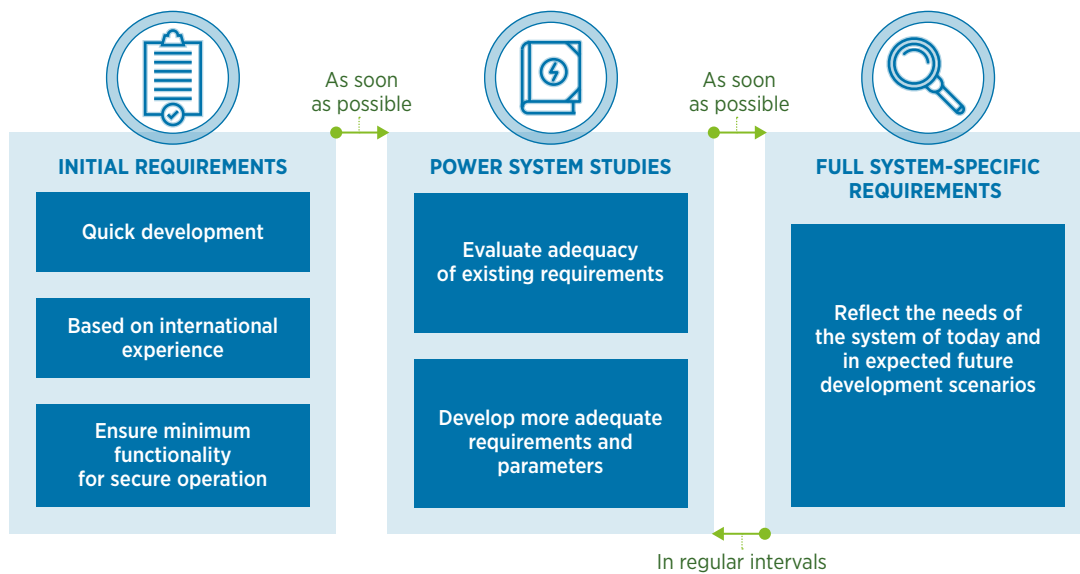 As soon
as possible
As soon
as possible
INITIAL REQUIREMENTS
Quick development
Based on international
experience
Ensure minimum
functionality
for secure operation
POWER SYSTEM STUDIES
Evaluate adequacy
of existing requirements
Develop more adequate
requirements and
parameters
FULL SYSTEM-SPECIFIC
REQUIREMENTS
Reflect the needs of
the system of today and
in expected future
development scenarios
In regular intervals